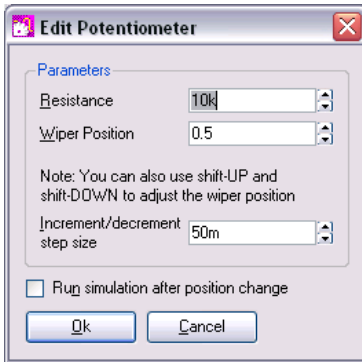 Edit Potentiometer
Parameters
Resistance 10k
Wiper Position 0.5
Note: You can also use shift-UP and
shift-DOWN to adjust the wiper position
Increment/decrement
step size 50m
Run simulation after position change
Ok Cancel